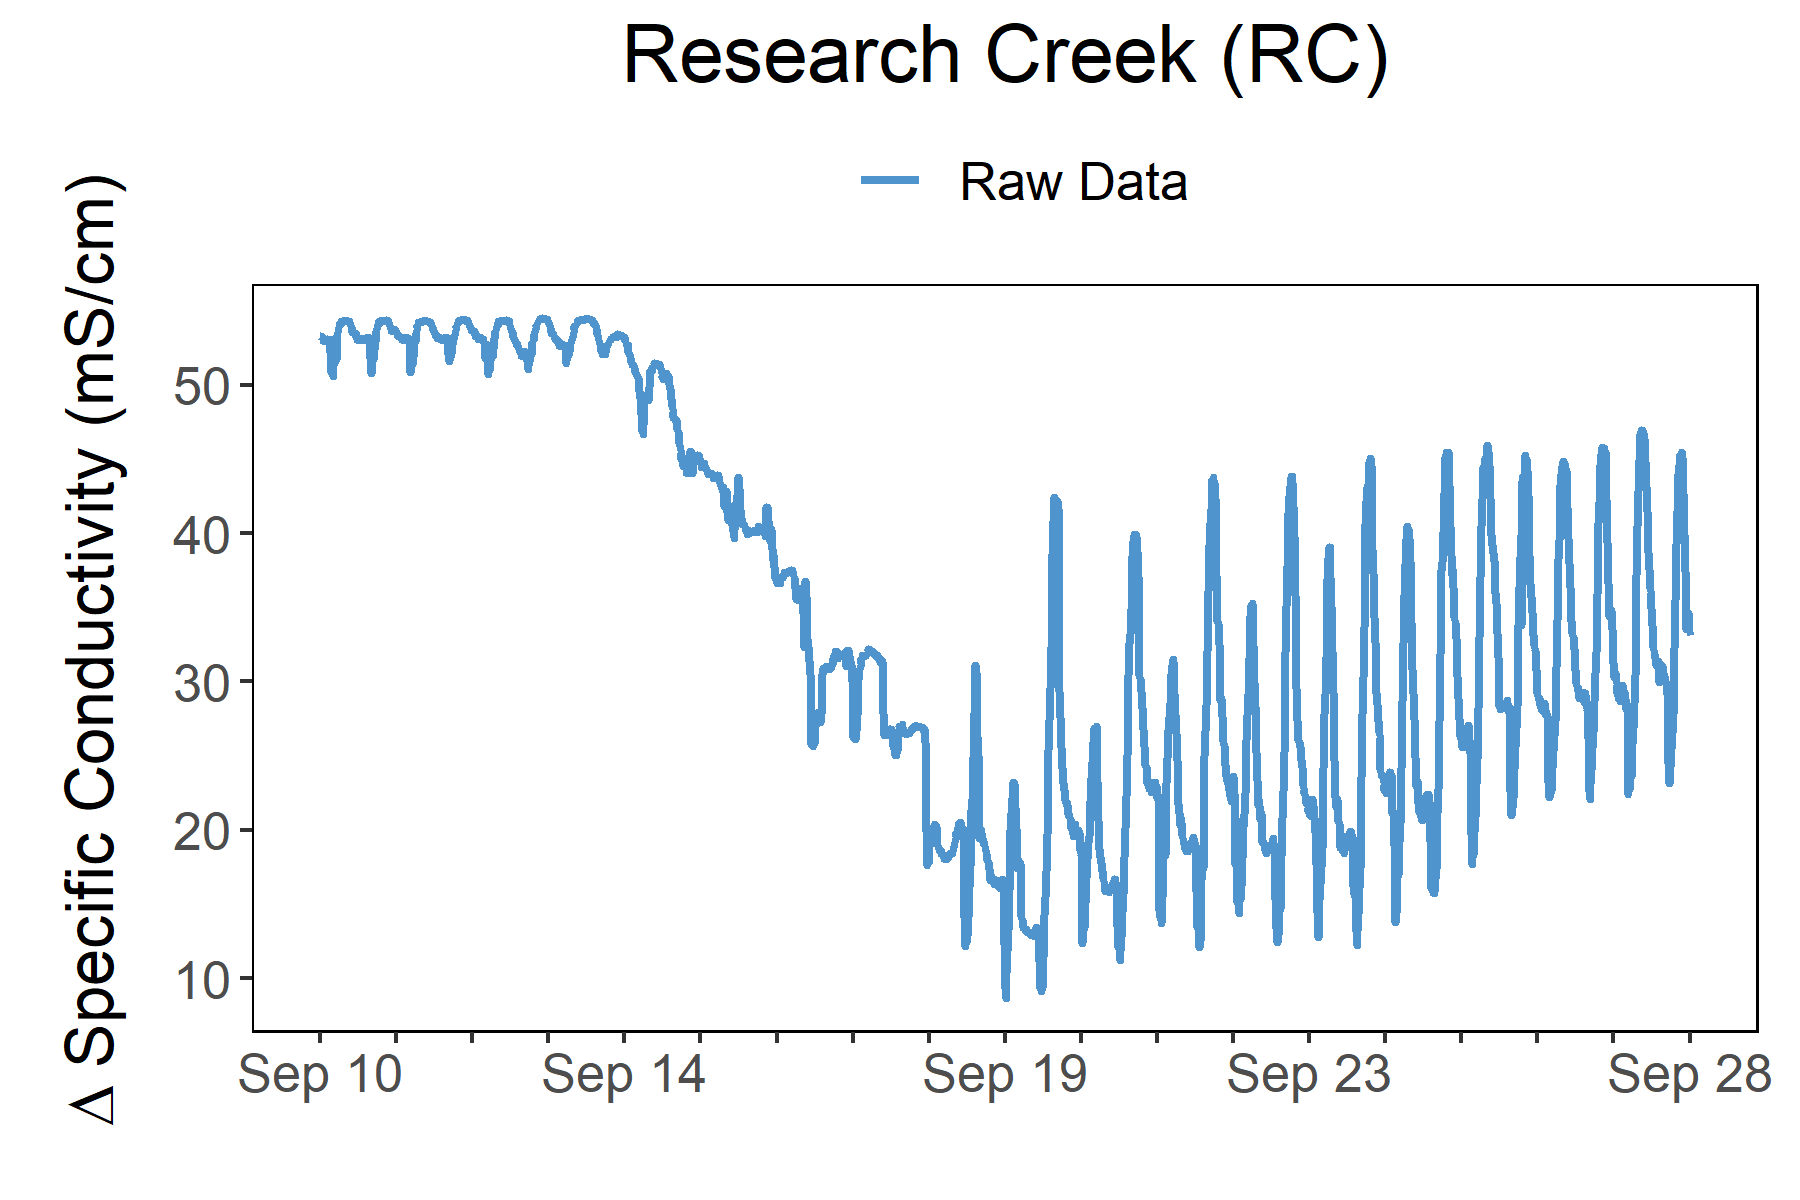 Research Creek (RC)
Raw Data
Δ Specific Conductivity (mS/cm)
50
40
30
20
10
Sep 10 Sep 14 Sep 19 Sep 23 Sep 28